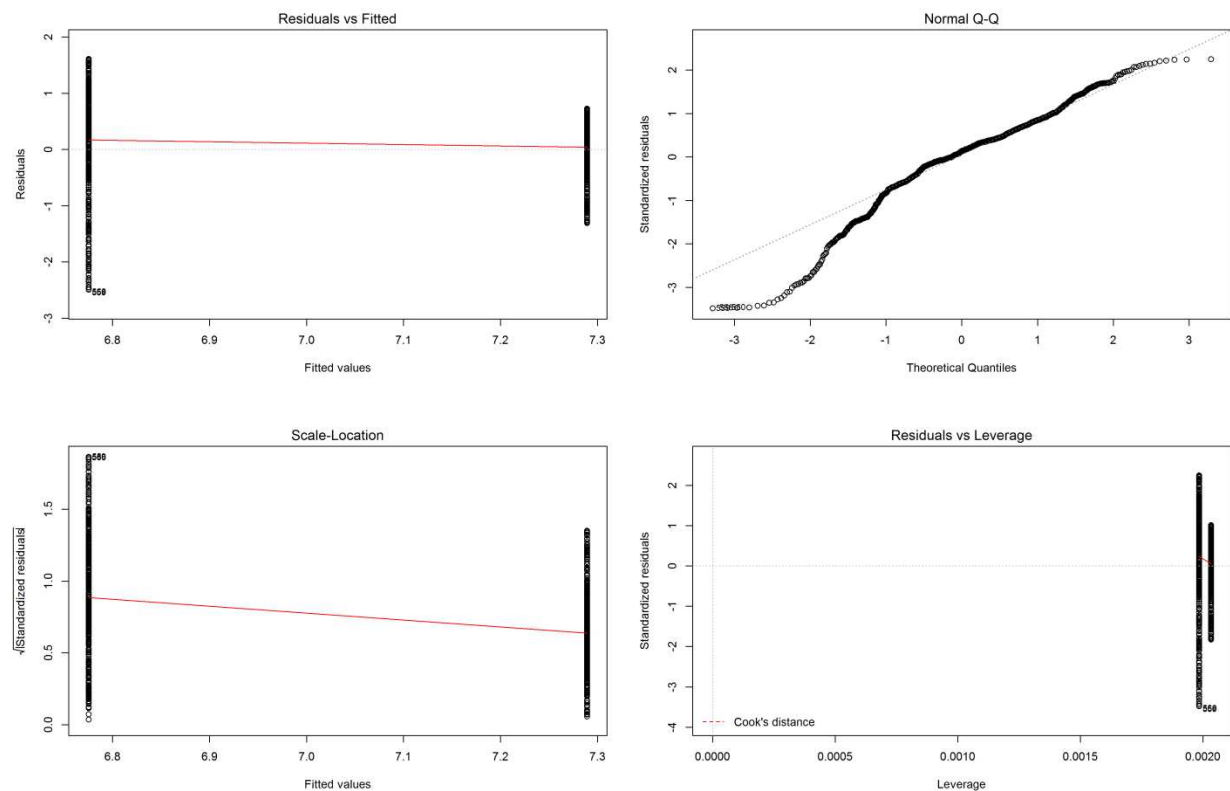 Residuals vs Fitted
Residuals
2
1
0
-1
-2
-3
6.8 6.9 7.0 7.1 7.2 7.3
Fitted values
Normal Q-Q
Standardized residuals
2
1
0
-1
-2
-3
-3 -2 -1 0 1 2 3
Theoretical Quantiles
Scale-Location
√|Standardized residuals|
1.5
1.0
0.5
0.0
6.8 6.9 7.0 7.1 7.2 7.3
Fitted values
Residuals vs Leverage
Standardized residuals
2
1
0
-1
-2
-3
-4
Cook's distance
0.0000 0.0005 0.0010 0.0015 0.0020
Leverage